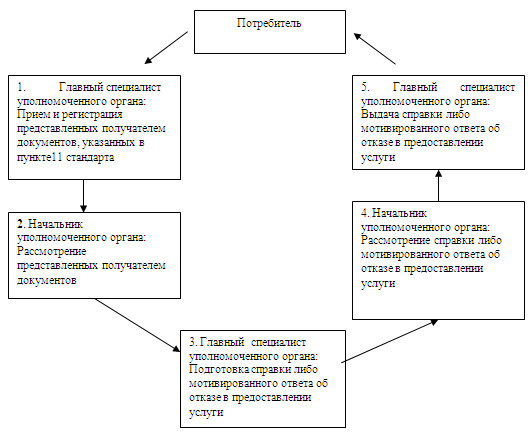 Потребитель
1. Главный специалист
уполномоченного органа:
Прием и регистрация
представленных получателем
документов, указанных в
пункте11 стандарта
2. Начальник
уполномоченного органа:
Рассмотрение
представленных получателем
документов
3. Главный специалист
уполномоченного органа:
Подготовка справки либо
мотивированного ответа об
отказе в предоставлении
услуги
4. Начальник
уполномоченного органа:
Рассмотрение справки либо
мотивированного ответа об
отказе в предоставлении
услуги
5. Главный специалист
уполномоченного органа:
Выдача справки либо
мотивированного ответа об
отказе в предоставлении
услуги